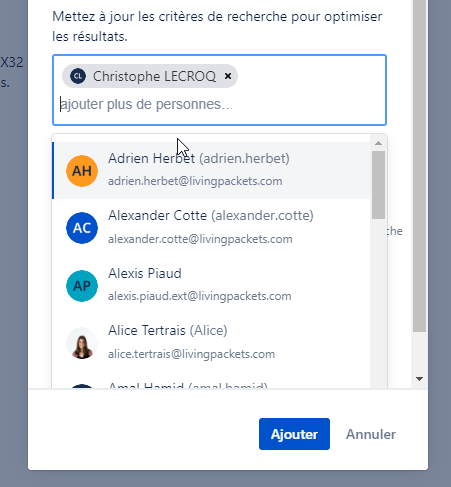 Mettez à jour les critères de recherche pour optimiser
les résultats.
X32
s.
CL Christophe LECROQ ×
ajouter plus de personnes…
AH Adrien Herbet (adrien.herbet)
adrien.herbet@livingpackets.com
AC Alexander Cotte (alexander.cotte)
alexander.cotte@livingpackets.com
che
AP Alexis Piaud
alexis.piaud.ext@livingpackets.com
Alice Tertrais (Alice)
alice.tertrais@livingpackets.com
Amal Hamid (amal.hamid)
Ajouter Annuler